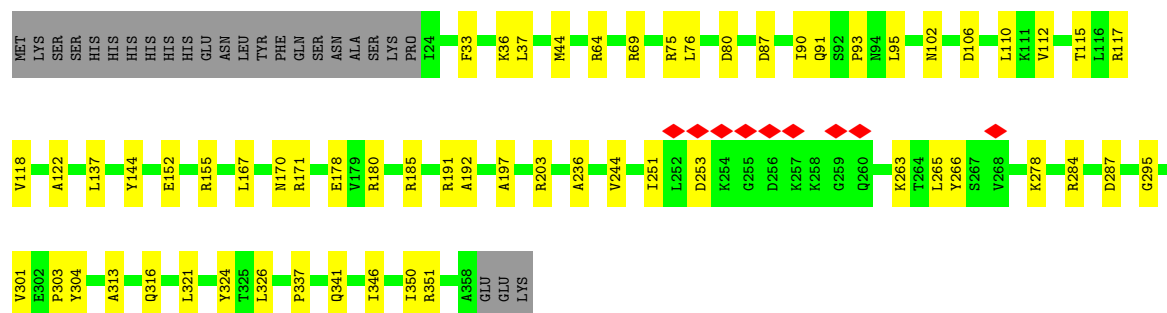 MET LYS SER SER HIS HIS HIS HIS HIS HIS GLU ASN LEU TYR PHE GLN SER ASN ALA SER LYS PRO I24 F33 K36 L37 M44 R64 R69 R75 L76 D80 D87 I90 Q91 S92 P93 N94 L95 N102 D106 L110 K111 V112 T115 L116 R117
V118 A122 L137 Y144 E152 R155 L167 N170 R171 E178 V179 R180 R185 R191 A192 A197 R203 A236 V244 I251 L252 D253 K254 G255 D256 K257 K258 G259 Q260 K263 T264 L265 Y266 S267 V268 K278 R284 D287 G295
V301 E302 P303 Y304 A313 Q316 L321 Y324 T325 L326 P337 Q341 I346 I350 R351 A358 GLU GLU LYS